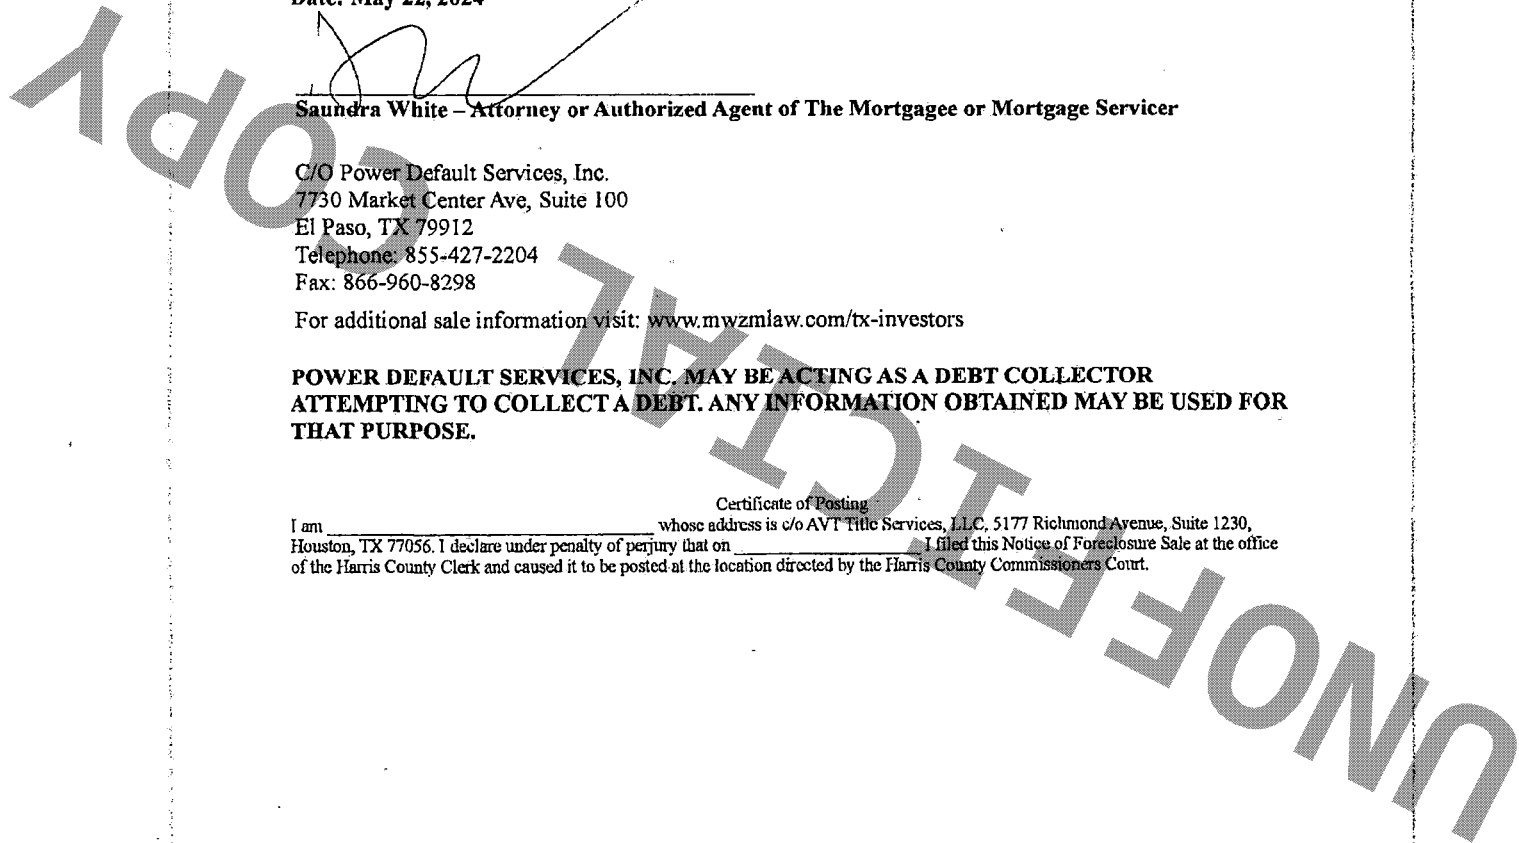 Date: May 22, 2024
Saundra White – Attorney or Authorized Agent of The Mortgagee or Mortgage Servicer
C/O Power Default Services, Inc.
7730 Market Center Ave, Suite 100
El Paso, TX 79912
Telephone: 855-427-2204
Fax: 866-960-8298
For additional sale information visit: www.mwzmlaw.com/tx-investors
POWER DEFAULT SERVICES, INC. MAY BE ACTING AS A DEBT COLLECTOR
ATTEMPTING TO COLLECT A DEBT. ANY INFORMATION OBTAINED MAY BE USED FOR
THAT PURPOSE.
Certificate of Posting
I am ______________________________ whose address is c/o AVT Title Services, LLC, 5177 Richmond Avenue, Suite 1230,
Houston, TX 77056. I declare under penalty of perjury that on _________________ I filed this Notice of Foreclosure Sale at the office
of the Harris County Clerk and caused it to be posted at the location directed by the Harris County Commissioners Court.
UNOFFICIAL COPY